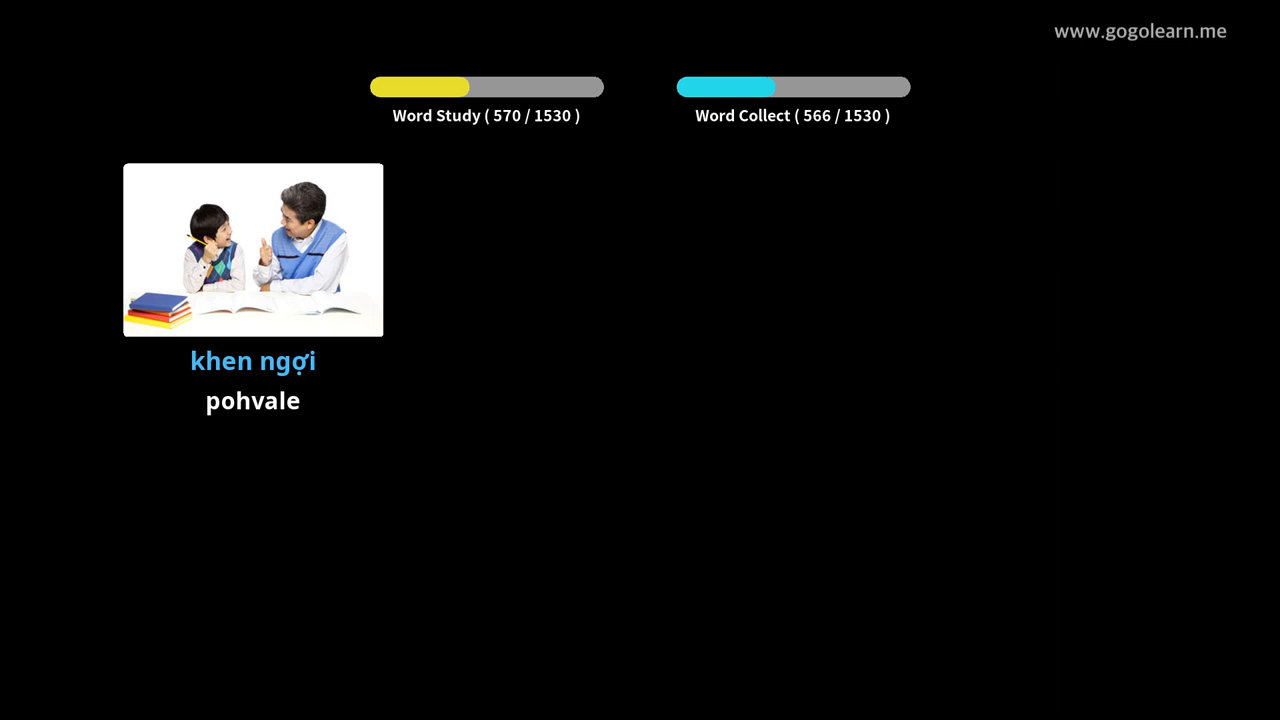 www.gogolearn.me
Word Study ( 570 / 1530 )
Word Collect ( 566 / 1530 )
khen ngợi
pohvale